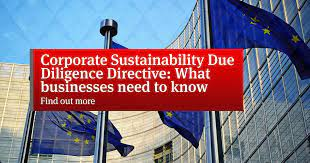 Corporate Sustainability Due
Diligence Directive: What
businesses need to know
Find out more